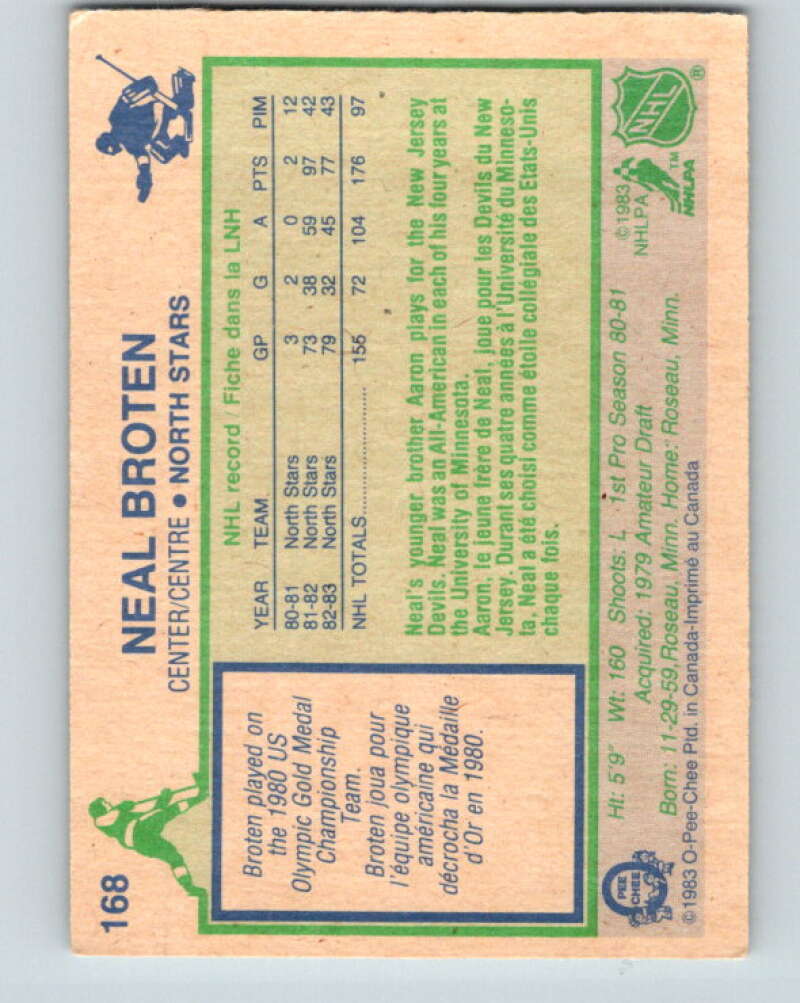 168
NEAL BROTEN
CENTER/CENTRE • NORTH STARS
Broten played on
the 1980 US
Olympic Gold Medal
Championship
Team.
Broten joua pour
l'équipe olympique
américaine qui
décrocha la Médaille
d'Or en 1980.
NHL record / Fiche dans la LNH
YEAR TEAM GP G A PTS PIM
80-81 North Stars 3 2 0 2 12
81-82 North Stars 73 38 59 97 42
82-83 North Stars 79 32 45 77 43
NHL TOTALS 155 72 104 176 97
Neal's younger brother Aaron plays for the New Jersey
Devils. Neal was an All-American in each of his four years at
the University of Minnesota.
Aaron, le jeune frère de Neal, joue pour les Devils du New
Jersey. Durant ses quatre années à l'Université du Minneso-
ta, Neal a été choisi comme étoile collégiale des Etats-Unis
chaque fois.
Ht: 5'9" Wt: 160 Shoots: L 1st Pro Season 80-81
Acquired: 1979 Amateur Draft
Born: 11-29-59, Roseau, Minn. Home: Roseau, Minn.
©1983 O-Pee-Chee Ptd. in Canada-Imprimé au Canada
O
PEE
CHEE
©1983
NHLPA
NHLPA
TM
NHL
®